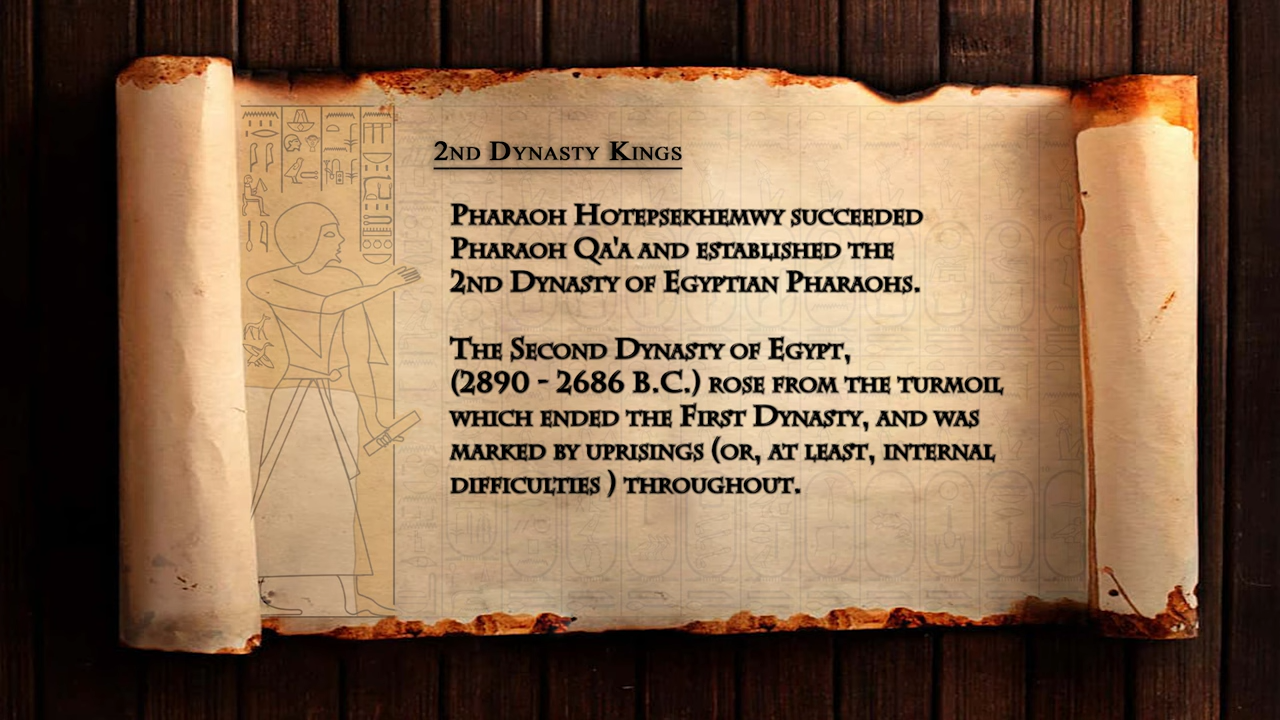 2nd Dynasty Kings
Pharaoh Hotepsekhemwy succeeded
Pharaoh Qa'a and established the
2nd Dynasty of Egyptian Pharaohs.
The Second Dynasty of Egypt,
(2890 - 2686 B.C.) rose from the turmoil
which ended the First Dynasty, and was
marked by uprisings (or, at least, internal
difficulties ) throughout.